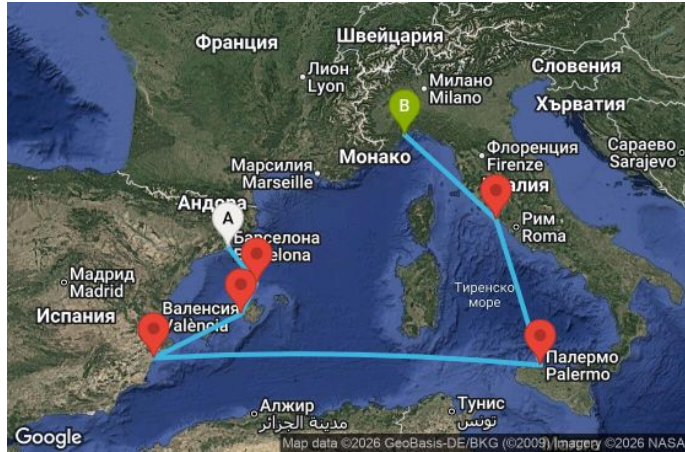 Швейцария
Франция
Словения
Лион
Lyon
Милано
Milano
B
Хърватия
Монако
Флоренция
Firenze
Сараево
Sarajevo
Марсилия
Marseille
Андора
A
Рим
Roma
Барселона
Мадрид
Madrid
Испания
Валенсия
València
Тиренско
море
Палермо
Palermo
Алжир
مدينة الجزائر
Тунис
تونس
Google
Map data ©2026 GeoBasis-DE/BKG (©2009) Imagery ©2026 NASA